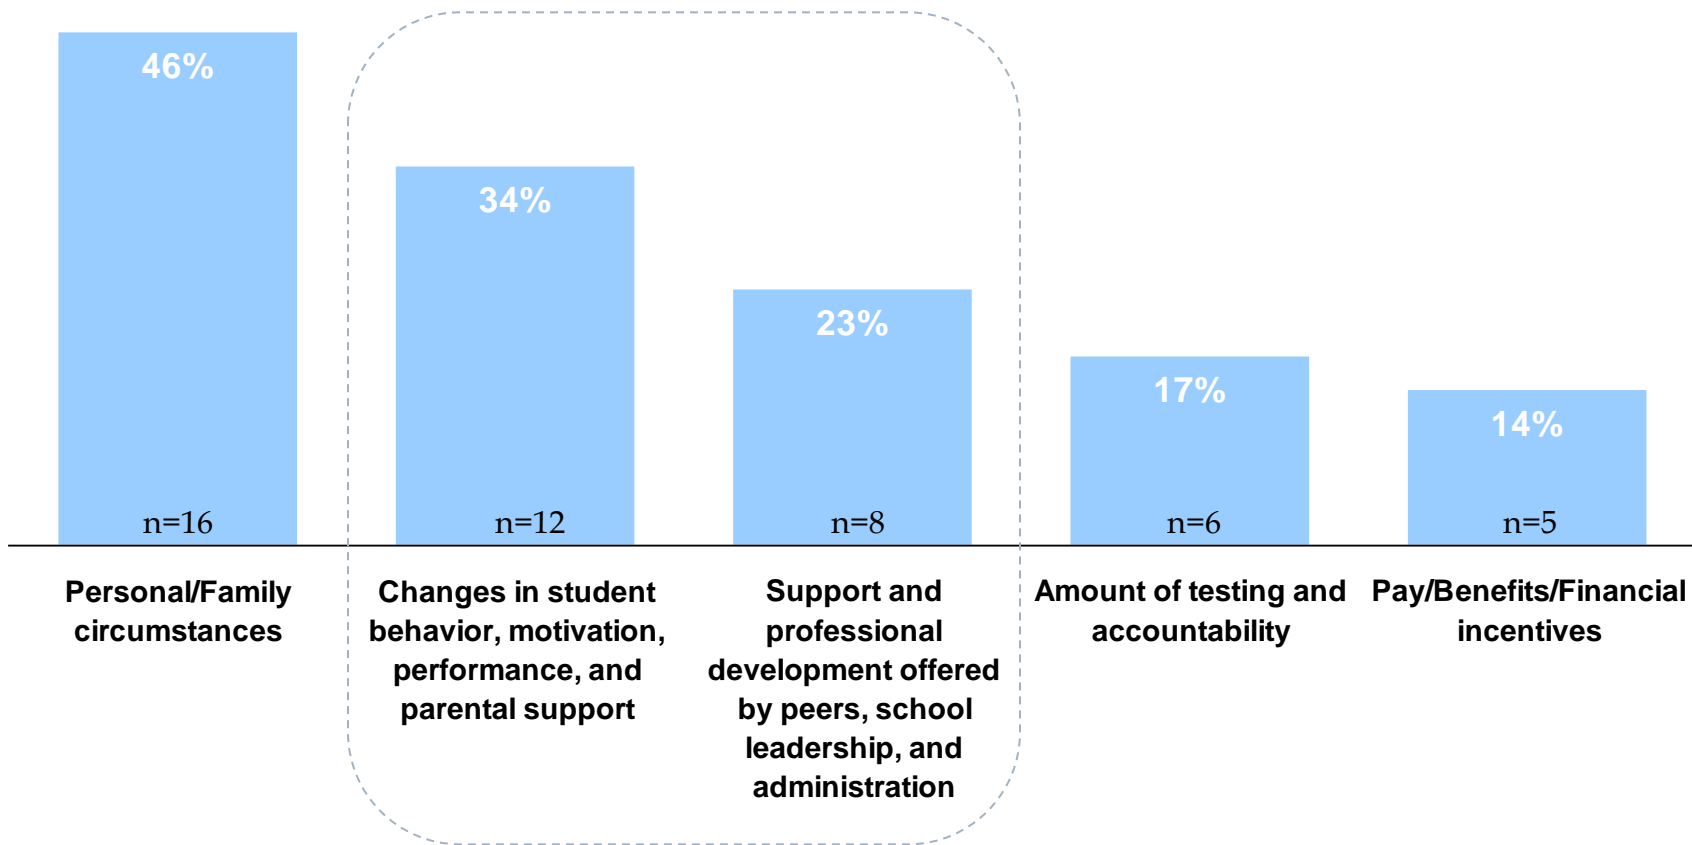 46%
34%
23%
17%
14%
n=16
n=12
n=8
n=6
n=5
Personal/Family
circumstances
Changes in student
behavior, motivation,
performance, and
parental support
Support and
professional
development offered
by peers, school
leadership, and
administration
Amount of testing and
accountability
Pay/Benefits/Financial
incentives